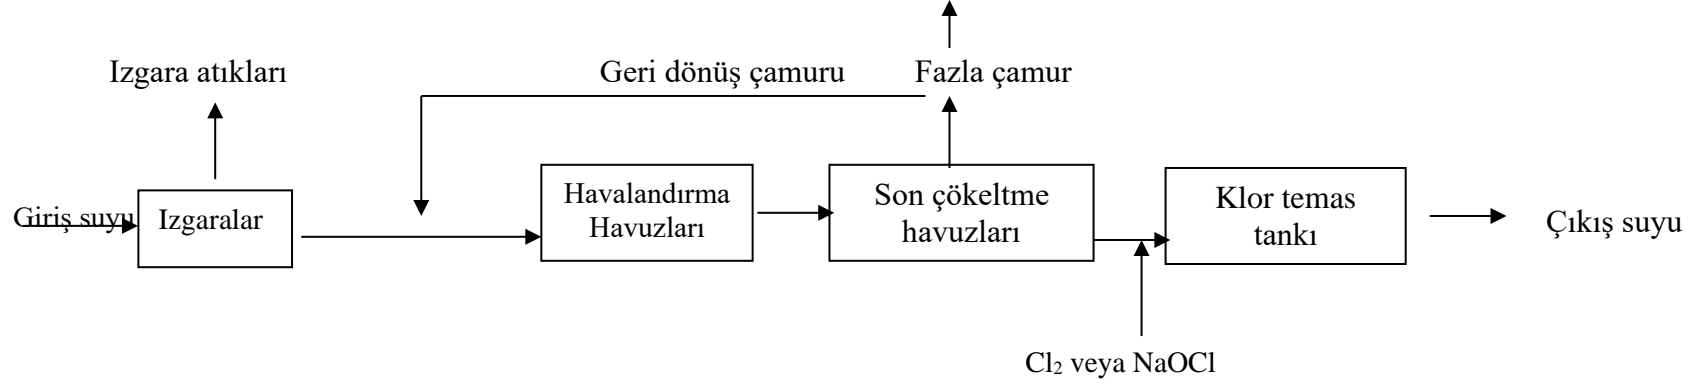 Izgara atıkları
Geri dönüş çamuru
Fazla çamur
Giriş suyu
Izgaralar
Havalandırma
Havuzları
Son çökeltme
havuzları
Klor temas
tankı
Çıkış suyu
Cl₂ veya NaOCl